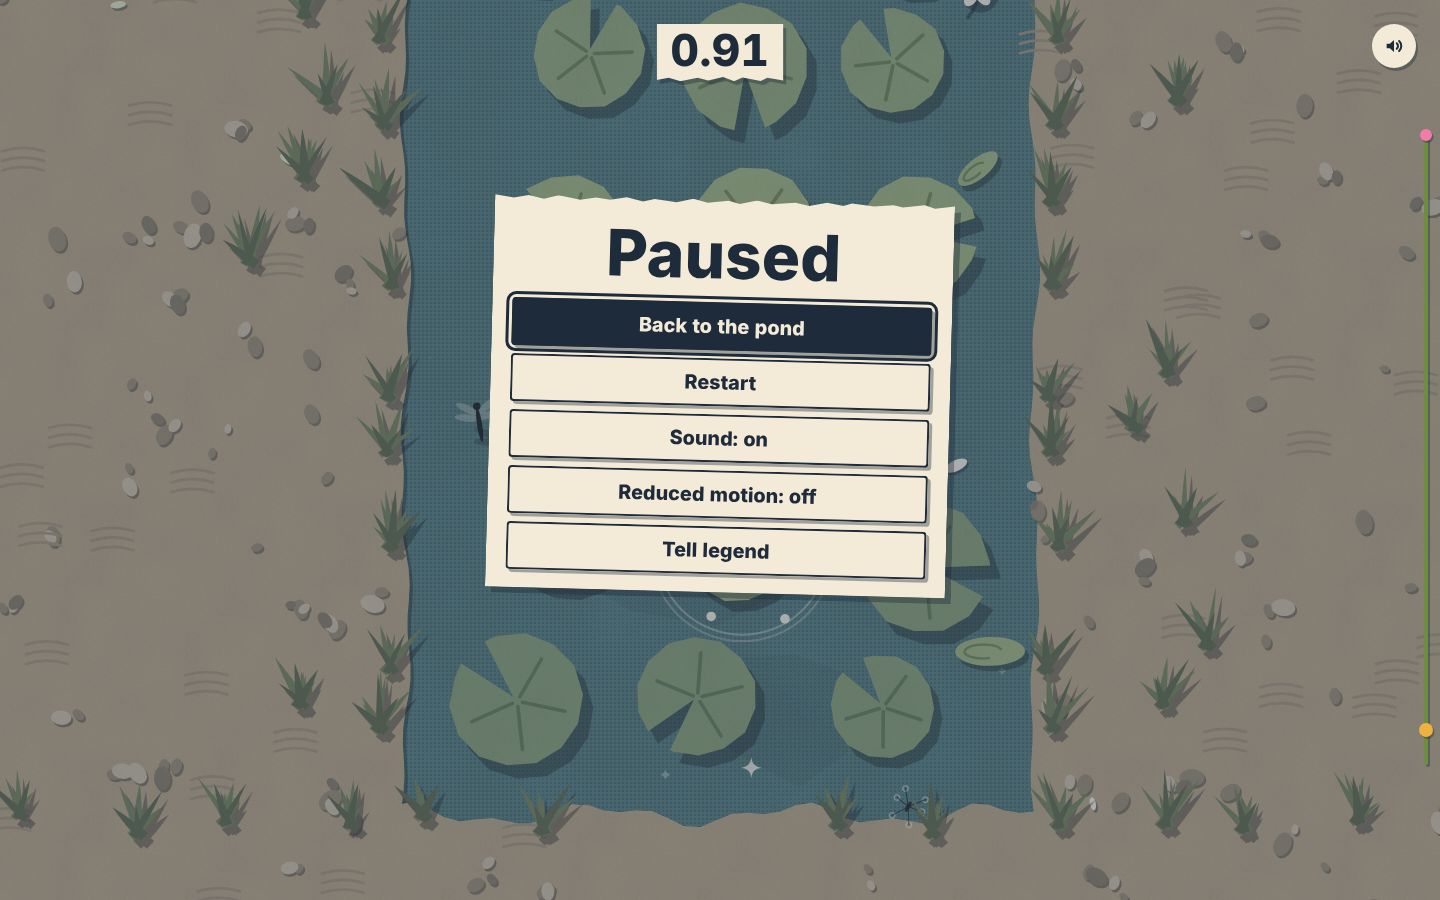 0.91
Paused
Back to the pond
Restart
Sound: on
Reduced motion: off
Tell legend